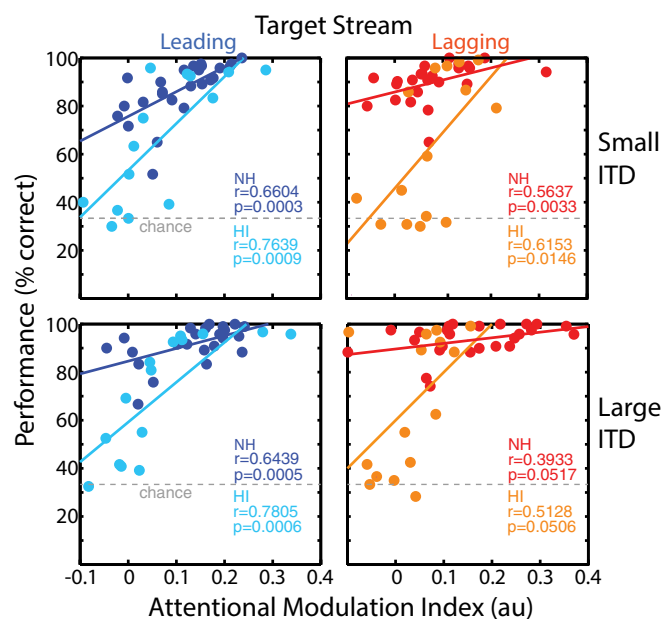 Target Stream
Leading
Lagging
100
80
60
40
20
NH
r=0.6604
p=0.0003
chance
HI
r=0.7639
p=0.0009
NH
r=0.5637
p=0.0033
HI
r=0.6153
p=0.0146
Small
ITD
Performance (% correct)
100
80
60
40
20
NH
r=0.6439
p=0.0005
chance
HI
r=0.7805
p=0.0006
NH
r=0.3933
p=0.0517
HI
r=0.5128
p=0.0506
Large
ITD
-0.1 0 0.1 0.2 0.3 0.4
0 0.1 0.2 0.3 0.4
Attentional Modulation Index (au)